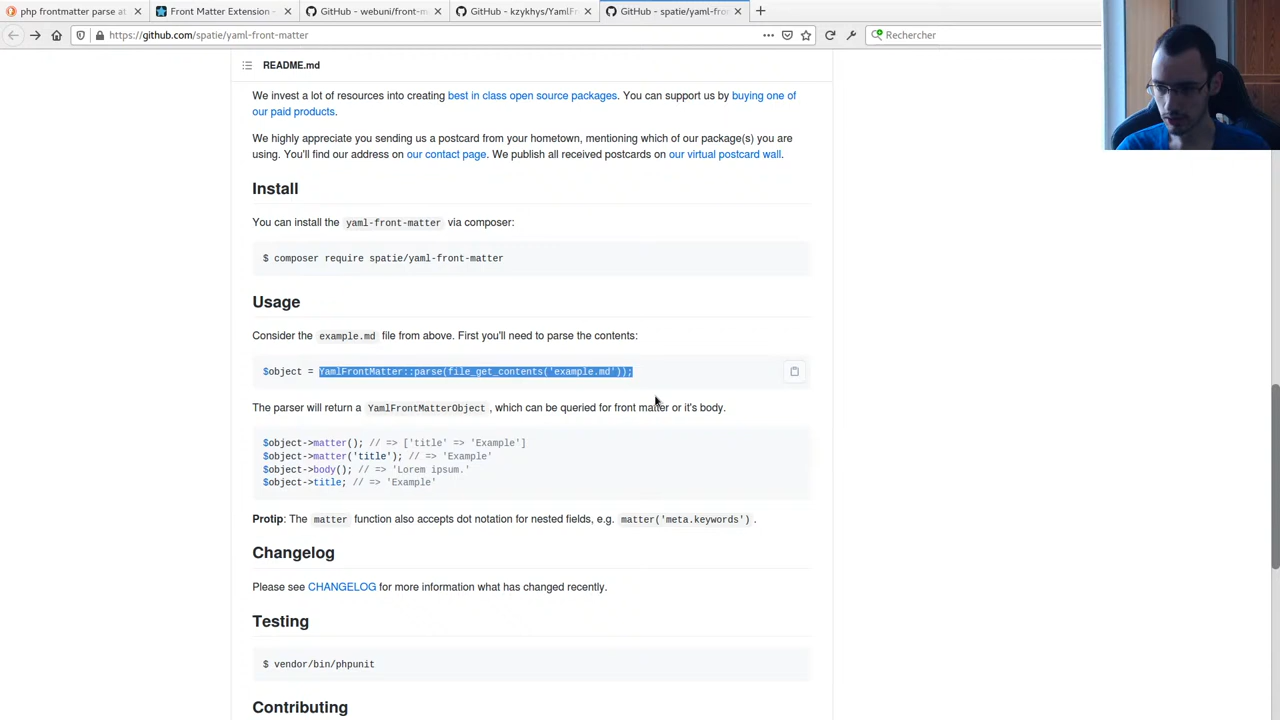 php frontmatter parse at
Front Matter Extension -
GitHub - webuni/front-m
GitHub - kzykhys/YamlF
GitHub - spatie/yaml-fro
https://github.com/spatie/yaml-front-matter
Rechercher
README.md
We invest a lot of resources into creating best in class open source packages. You can support us by buying one of
our paid products.
We highly appreciate you sending us a postcard from your hometown, mentioning which of our package(s) you are
using. You'll find our address on our contact page. We publish all received postcards on our virtual postcard wall.
Install
You can install the yaml-front-matter via composer:
$ composer require spatie/yaml-front-matter
Usage
Consider the example.md file from above. First you'll need to parse the contents:
$object = YamlFrontMatter::parse(file_get_contents('example.md'));
The parser will return a YamlFrontMatterObject , which can be queried for front matter or it's body.
$object->matter(); // => ['title' => 'Example']
$object->matter('title'); // => 'Example'
$object->body(); // => 'Lorem ipsum.'
$object->title; // => 'Example'
Protip: The matter function also accepts dot notation for nested fields, e.g. matter('meta.keywords') .
Changelog
Please see CHANGELOG for more information what has changed recently.
Testing
$ vendor/bin/phpunit
Contributing